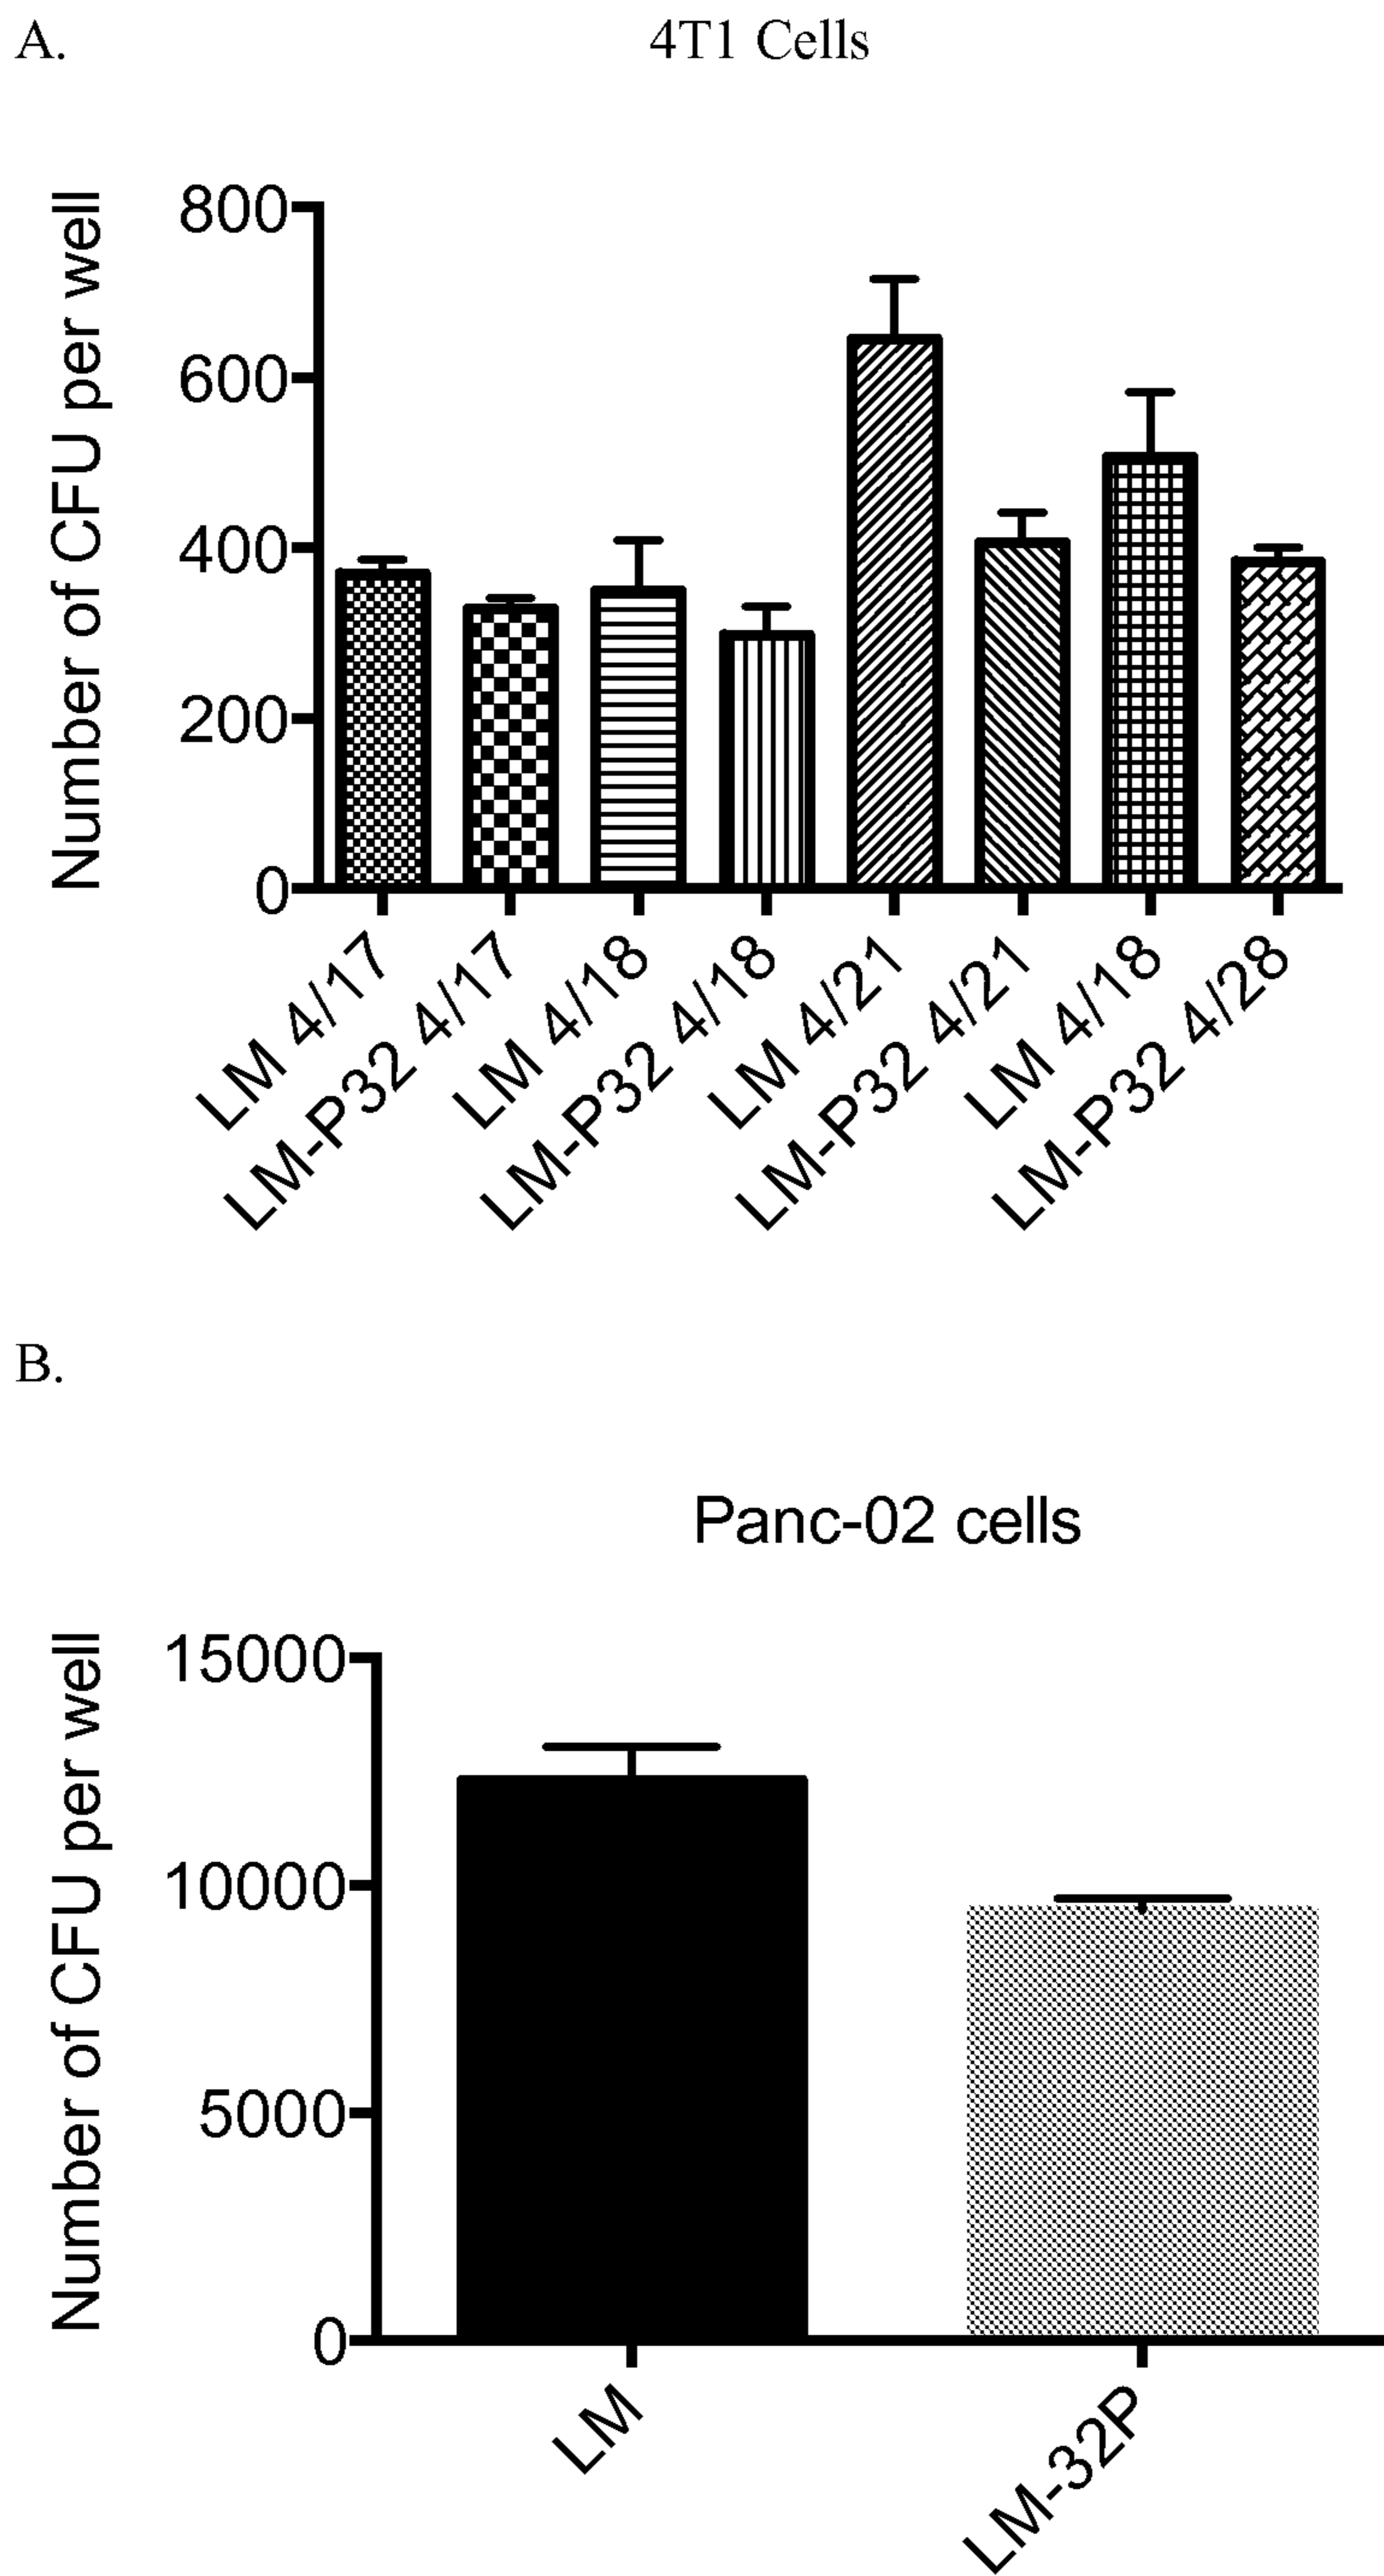 A.
4T1 Cells
Number of CFU per well
800
600
400
200
0
LM 4/17
LM-P32 4/17
LM 4/18
LM-P32 4/18
LM 4/21
LM-P32 4/21
LM 4/18
LM-P32 4/28
B.
Panc-02 cells
Number of CFU per well
15000
10000
5000
0
LM
LM-32P